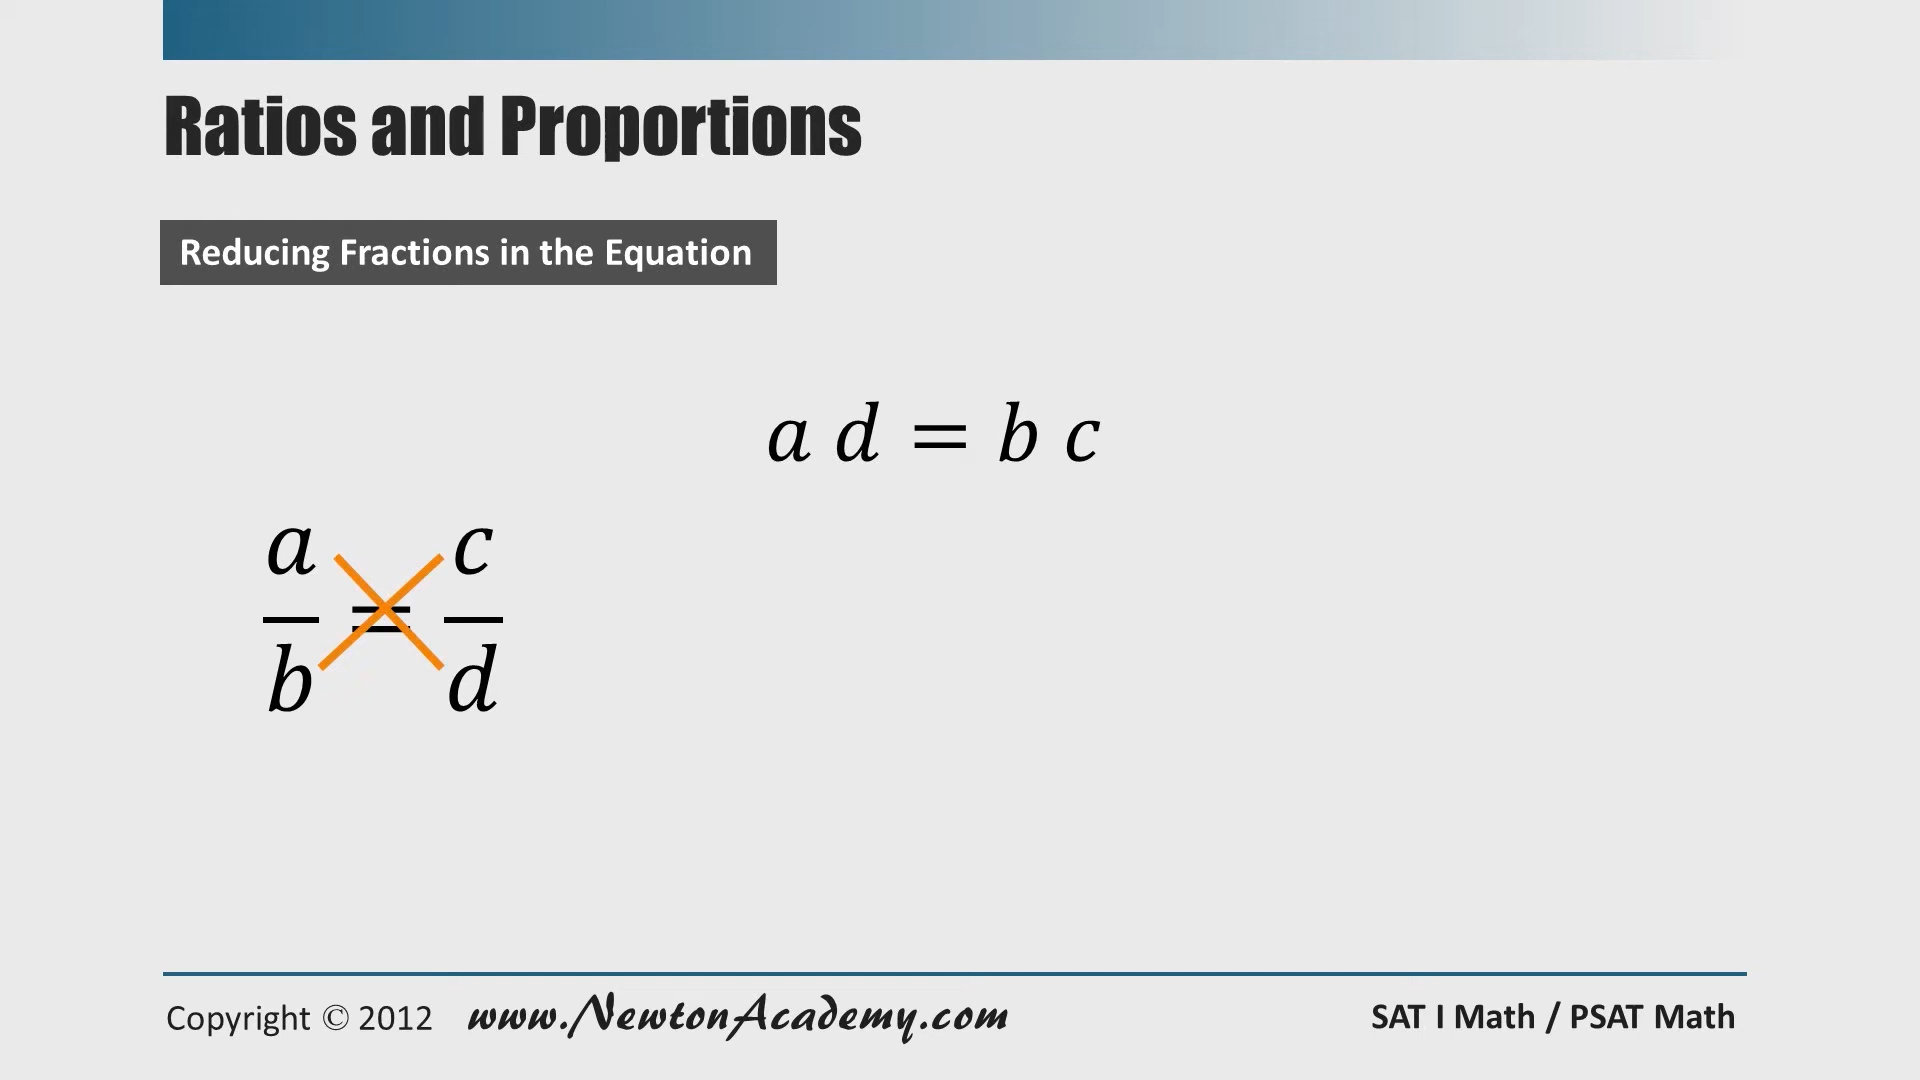 Ratios and Proportions
Reducing Fractions in the Equation
a d = b c
a/b = c/d
Copyright © 2012 www.NewtonAcademy.com SAT I Math / PSAT Math